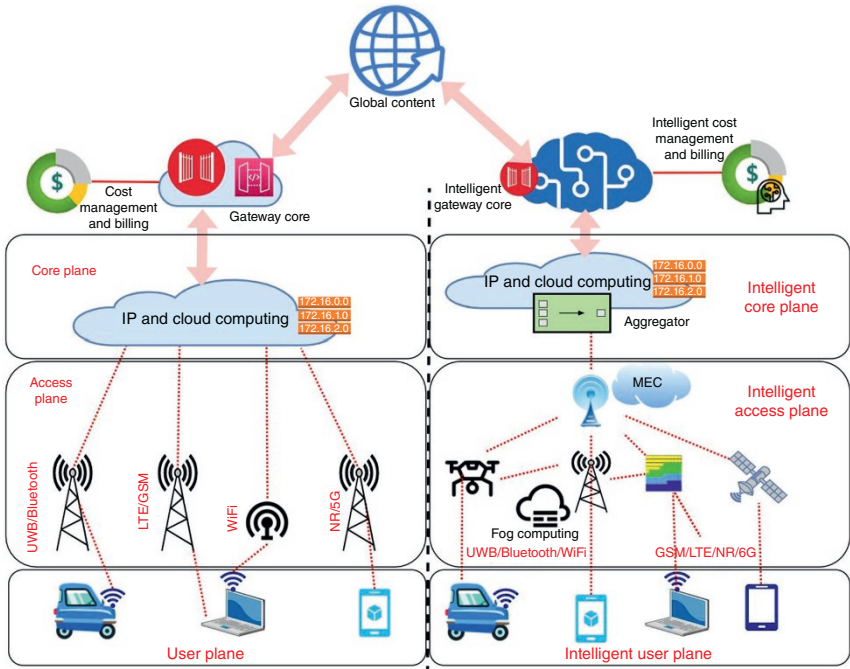 Global content
Cost
management
and billing
Gateway core
Intelligent
gateway core
Intelligent cost
management
and billing
Core plane
IP and cloud computing
172.16.0.0
172.16.1.0
172.16.2.0
IP and cloud computing
172.16.0.0
172.16.1.0
172.16.2.0
Aggregator
Intelligent
core plane
Access
plane
UWB/Bluetooth
LTE/GSM
WiFi
NR/5G
MEC
Intelligent
access plane
Fog computing
UWB/Bluetooth/WiFi
GSM/LTE/NR/6G
User plane
Intelligent user plane